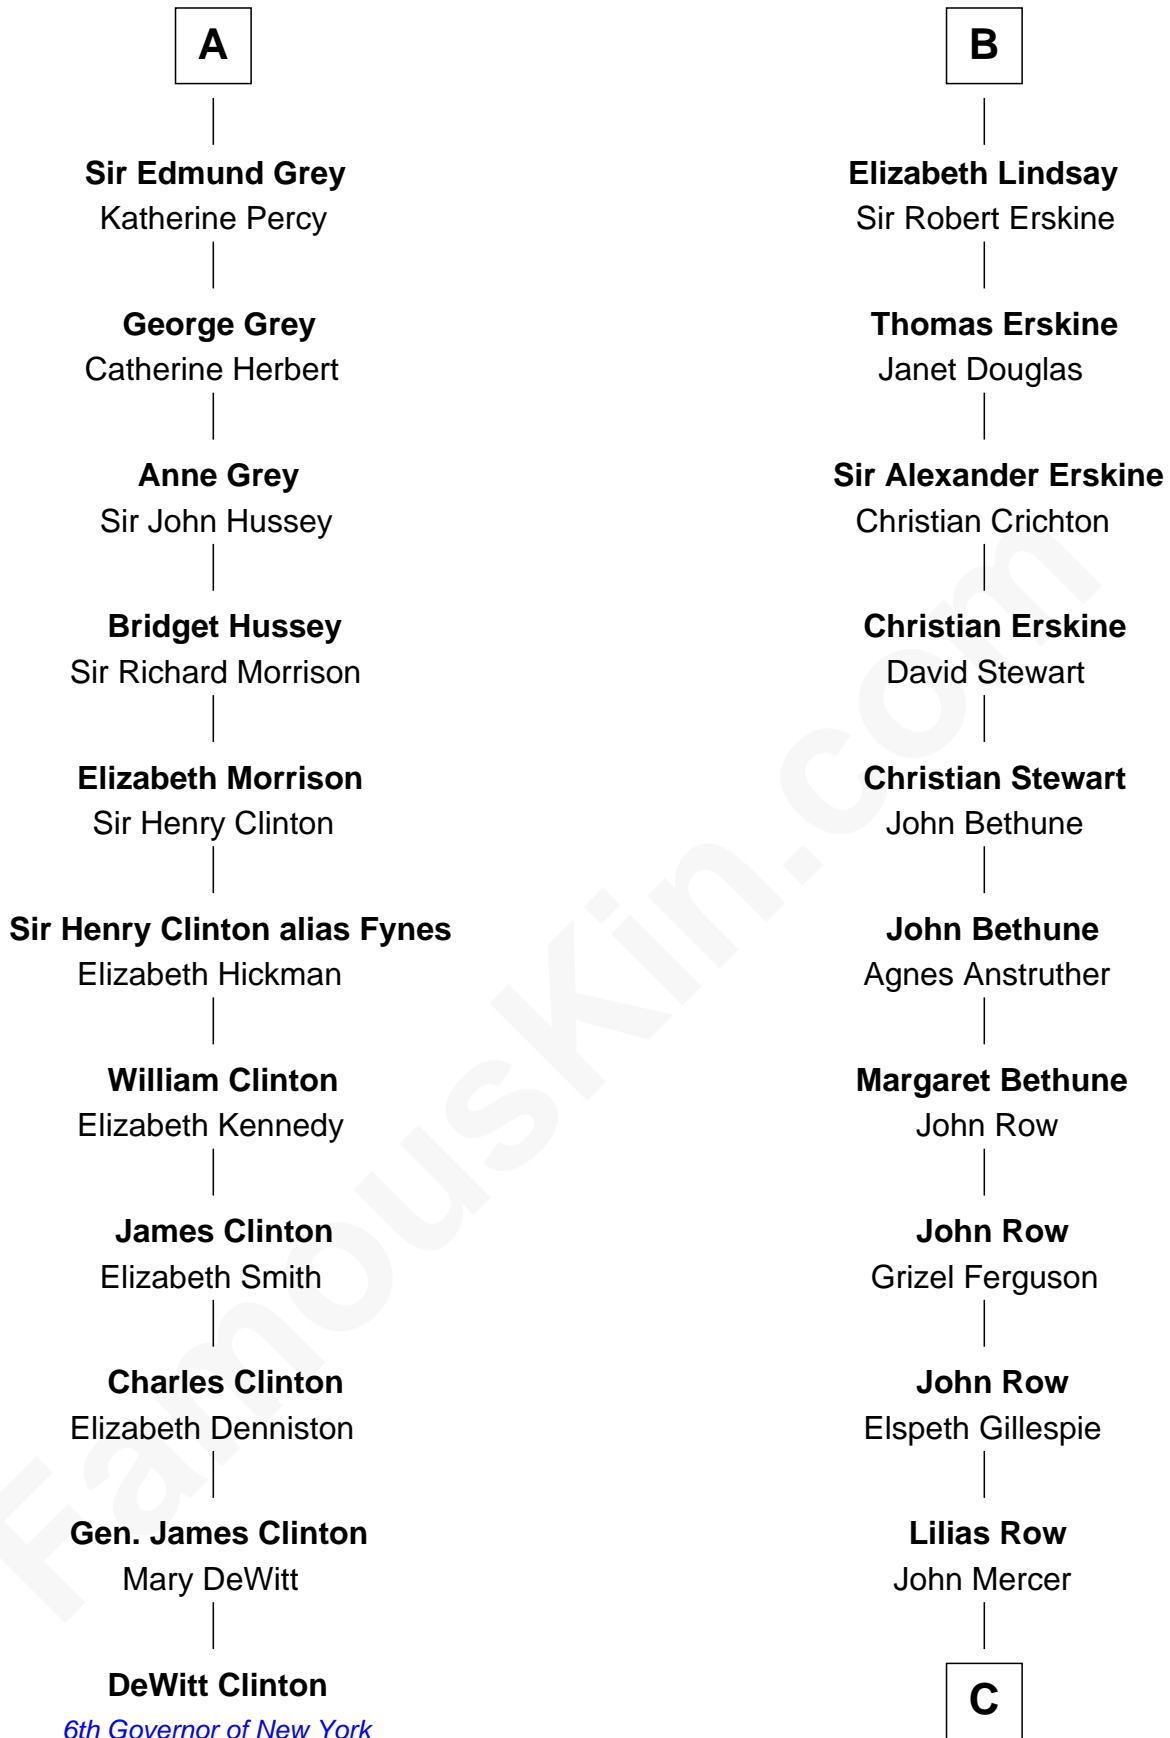 A
Sir Edmund Grey
Katherine Percy
George Grey
Catherine Herbert
Anne Grey
Sir John Hussey
Bridget Hussey
Sir Richard Morrison
Elizabeth Morrison
Sir Henry Clinton
Sir Henry Clinton alias Fynes
Elizabeth Hickman
William Clinton
Elizabeth Kennedy
James Clinton
Elizabeth Smith
Charles Clinton
Elizabeth Denniston
Gen. James Clinton
Mary DeWitt
DeWitt Clinton
6th Governor of New York
B
Elizabeth Lindsay
Sir Robert Erskine
Thomas Erskine
Janet Douglas
Sir Alexander Erskine
Christian Crichton
Christian Erskine
David Stewart
Christian Stewart
John Bethune
John Bethune
Agnes Anstruther
Margaret Bethune
John Row
John Row
Grizel Ferguson
John Row
Elspeth Gillespie
Lilias Row
John Mercer
C
FamousKin.com